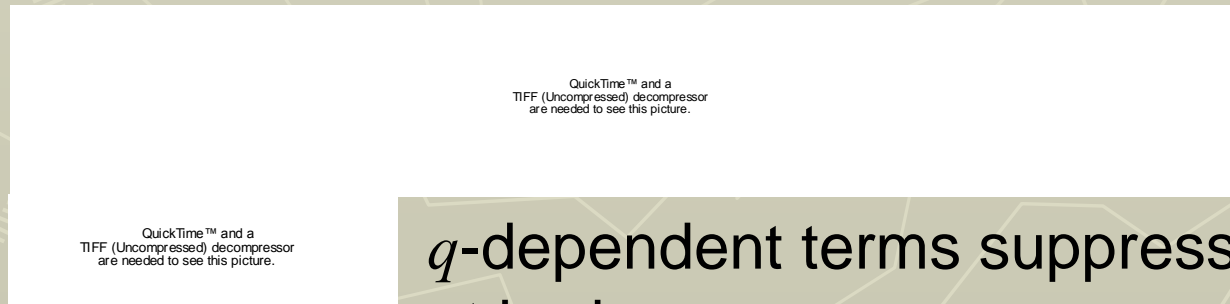 QuickTime™ and a
TIFF (Uncompressed) decompressor
are needed to see this picture.
QuickTime™ and a
TIFF (Uncompressed) decompressor
are needed to see this picture.
q-dependent terms suppress